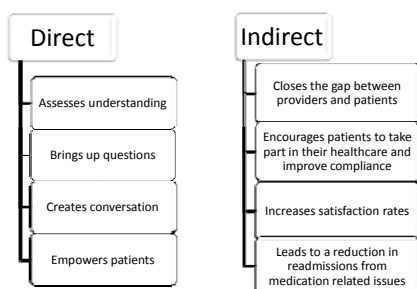 Direct
Assesses understanding
Brings up questions
Creates conversation
Empowers patients
Indirect
Closes the gap between
providers and patients
Encourages patients to take
part in their healthcare and
improve compliance
Increases satisfaction rates
Leads to a reduction in
readmissions from
medication related issues